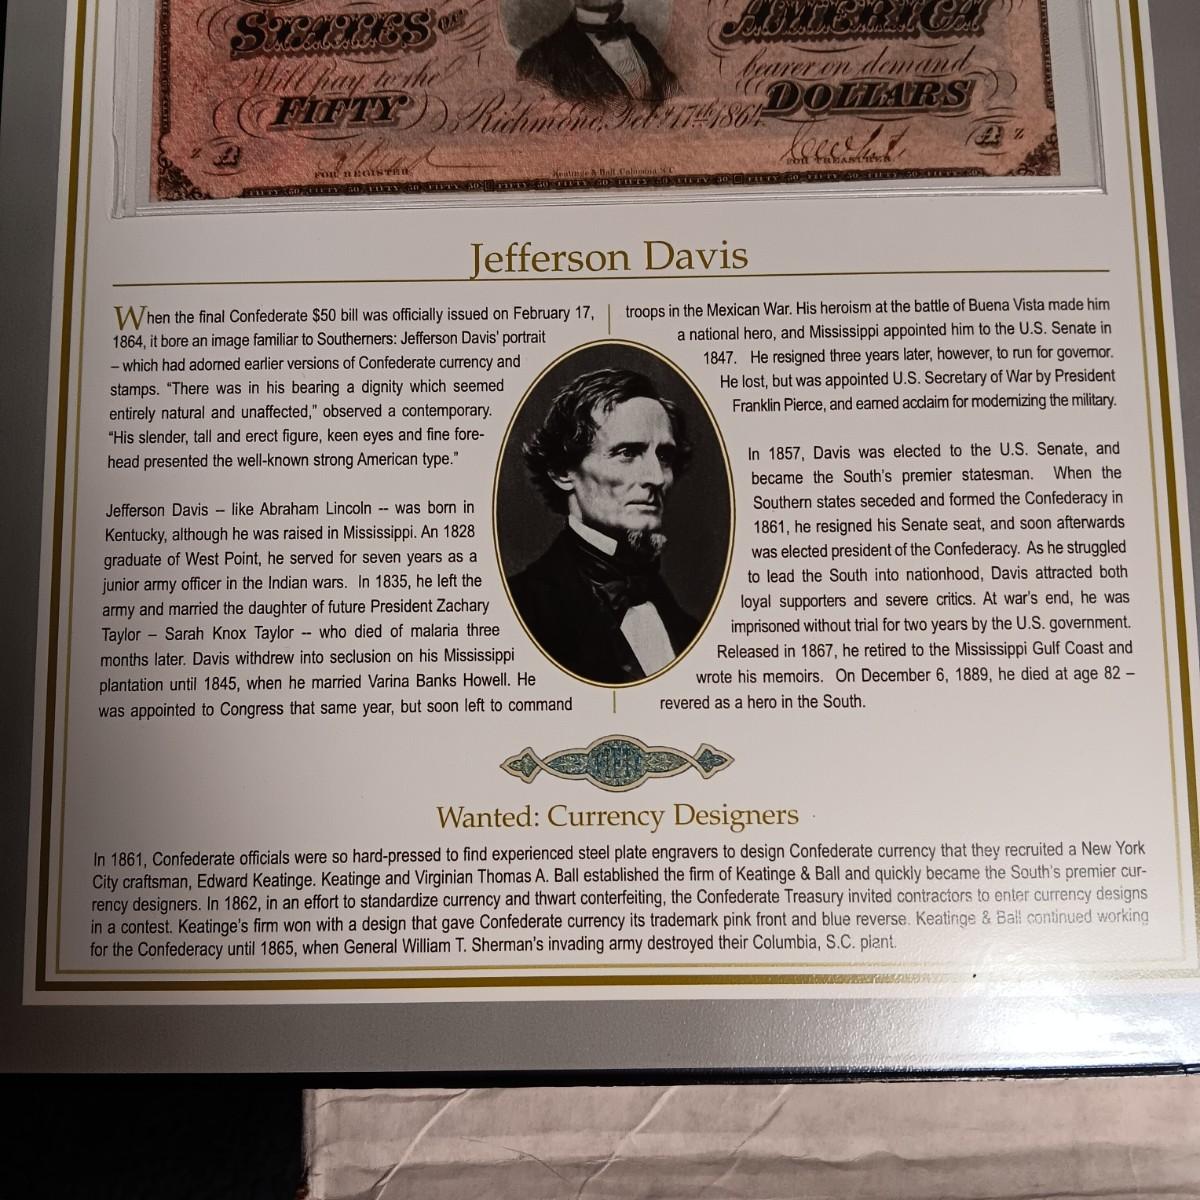 STATES OF AMERICA
Will pay to the bearer on demand
FIFTY DOLLARS
Richmond, Feb. 17th 1864.
Z A
A Z
FOR REGISTER
Keatinge & Ball, Columbia, S.C.
FOR TREASURER
Jefferson Davis
When the final Confederate $50 bill was officially issued on February 17,
1864, it bore an image familiar to Southerners: Jefferson Davis' portrait
– which had adorned earlier versions of Confederate currency and
stamps. "There was in his bearing a dignity which seemed
entirely natural and unaffected," observed a contemporary.
"His slender, tall and erect figure, keen eyes and fine fore-
head presented the well-known strong American type."
Jefferson Davis – like Abraham Lincoln -- was born in
Kentucky, although he was raised in Mississippi. An 1828
graduate of West Point, he served for seven years as a
junior army officer in the Indian wars. In 1835, he left the
army and married the daughter of future President Zachary
Taylor – Sarah Knox Taylor -- who died of malaria three
months later. Davis withdrew into seclusion on his Mississippi
plantation until 1845, when he married Varina Banks Howell. He
was appointed to Congress that same year, but soon left to command
troops in the Mexican War. His heroism at the battle of Buena Vista made him
a national hero, and Mississippi appointed him to the U.S. Senate in
1847. He resigned three years later, however, to run for governor.
He lost, but was appointed U.S. Secretary of War by President
Franklin Pierce, and earned acclaim for modernizing the military.
In 1857, Davis was elected to the U.S. Senate, and
became the South's premier statesman. When the
Southern states seceded and formed the Confederacy in
1861, he resigned his Senate seat, and soon afterwards
was elected president of the Confederacy. As he struggled
to lead the South into nationhood, Davis attracted both
loyal supporters and severe critics. At war's end, he was
imprisoned without trial for two years by the U.S. government.
Released in 1867, he retired to the Mississippi Gulf Coast and
wrote his memoirs. On December 6, 1889, he died at age 82 –
revered as a hero in the South.
FIFTY
Wanted: Currency Designers
In 1861, Confederate officials were so hard-pressed to find experienced steel plate engravers to design Confederate currency that they recruited a New York
City craftsman, Edward Keatinge. Keatinge and Virginian Thomas A. Ball established the firm of Keatinge & Ball and quickly became the South's premier cur-
rency designers. In 1862, in an effort to standardize currency and thwart conterfeiting, the Confederate Treasury invited contractors to enter currency designs
in a contest. Keatinge's firm won with a design that gave Confederate currency its trademark pink front and blue reverse. Keatinge & Ball continued working
for the Confederacy until 1865, when General William T. Sherman's invading army destroyed their Columbia, S.C. plant.